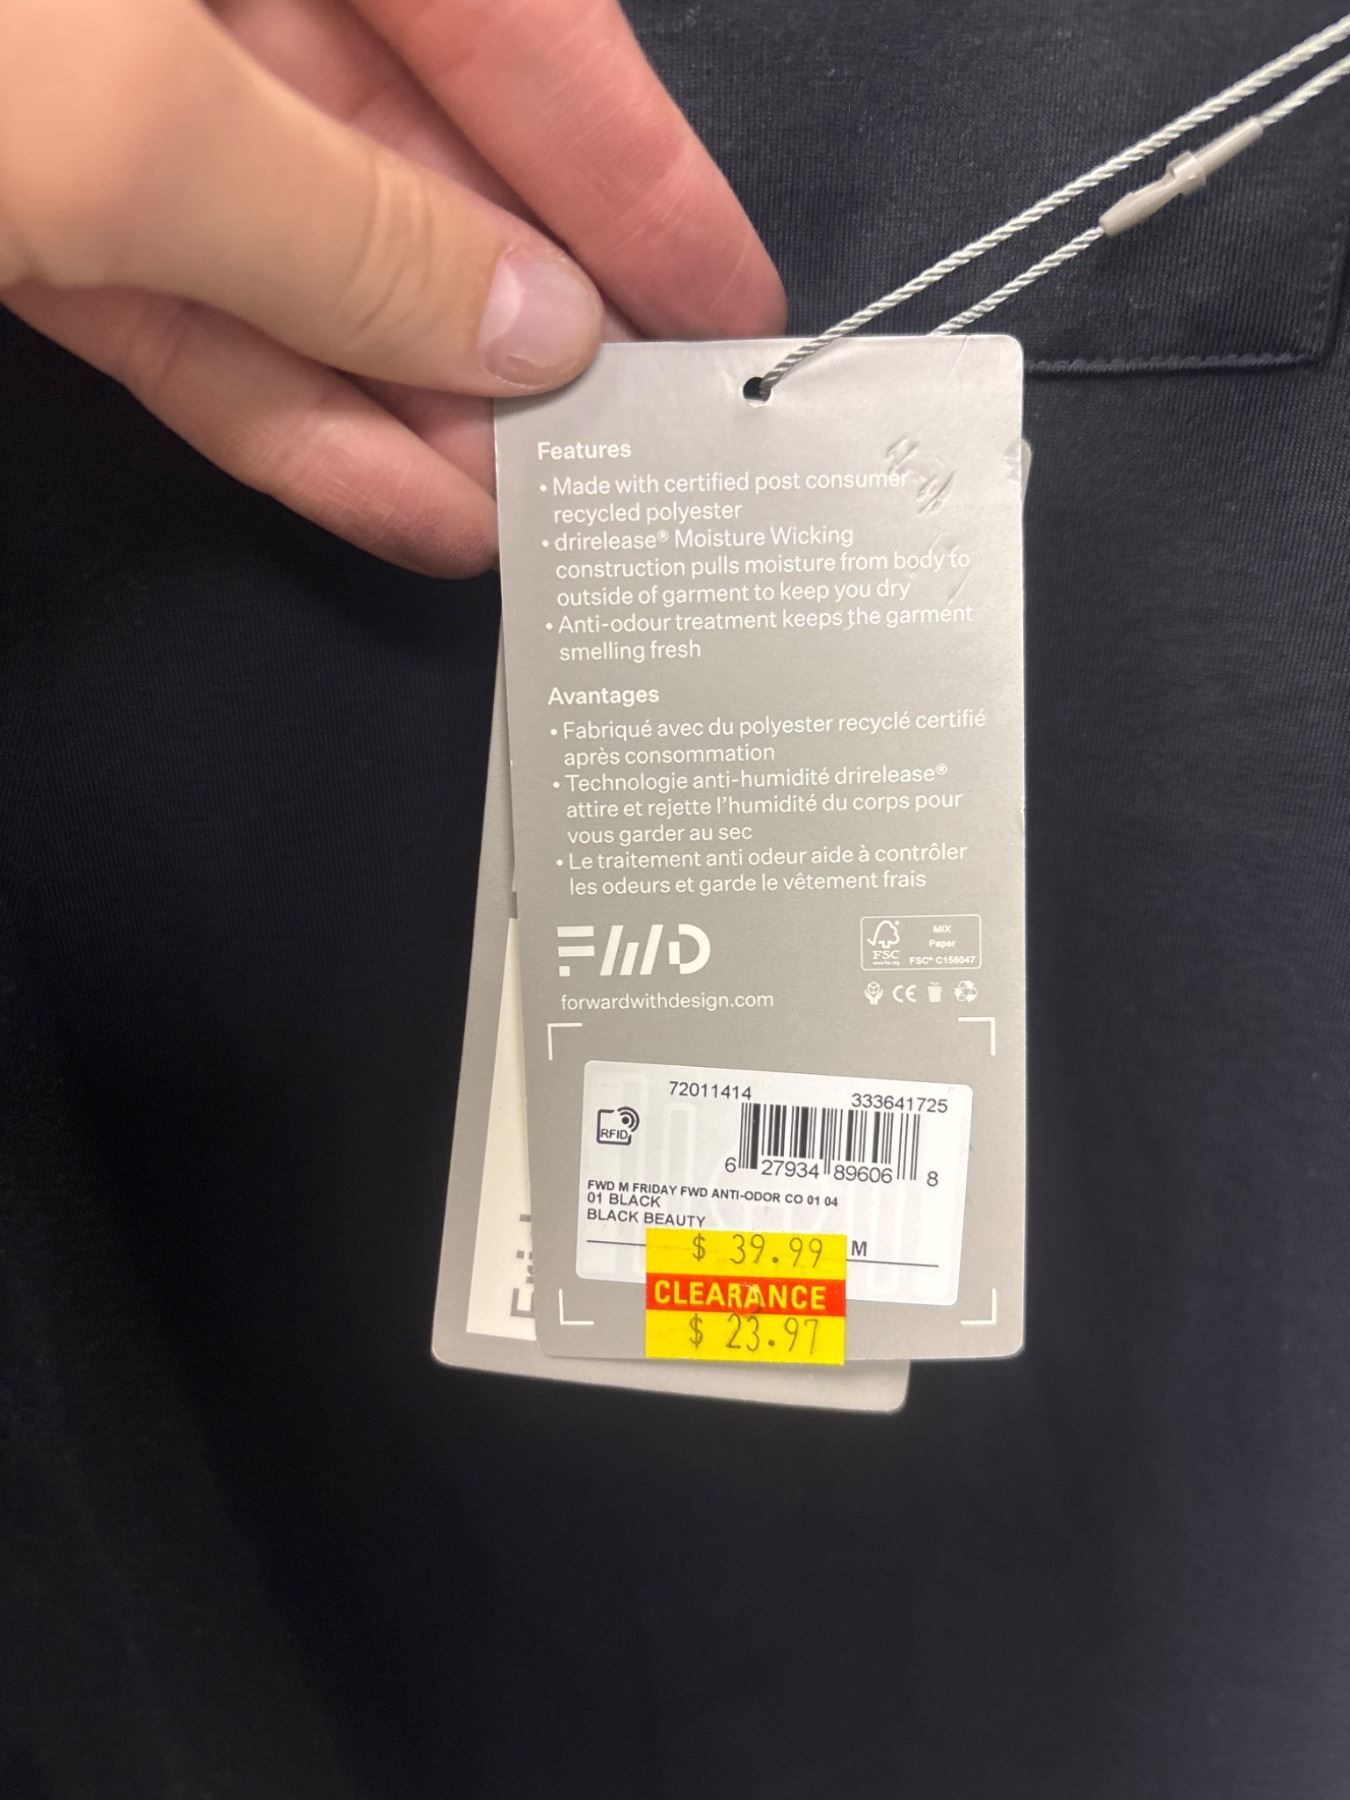 Features
• Made with certified post consumer
recycled polyester
• drirelease® Moisture Wicking
construction pulls moisture from body to
outside of garment to keep you dry
• Anti-odour treatment keeps the garment
smelling fresh
Avantages
• Fabriqué avec du polyester recyclé certifié
après consommation
• Technologie anti-humidité drirelease®
attire et rejette l'humidité du corps pour
vous garder au sec
• Le traitement anti odeur aide à contrôler
les odeurs et garde le vêtement frais
FWD
forwardwithdesign.com
FSC
MIX
Paper
FSC® C156047
CE
72011414
333641725
RFID
6 27934 89606 8
FWD M FRIDAY FWD ANTI-ODOR CO 01 04
01 BLACK
BLACK BEAUTY
M
$ 39.99
CLEARANCE
$ 23.97